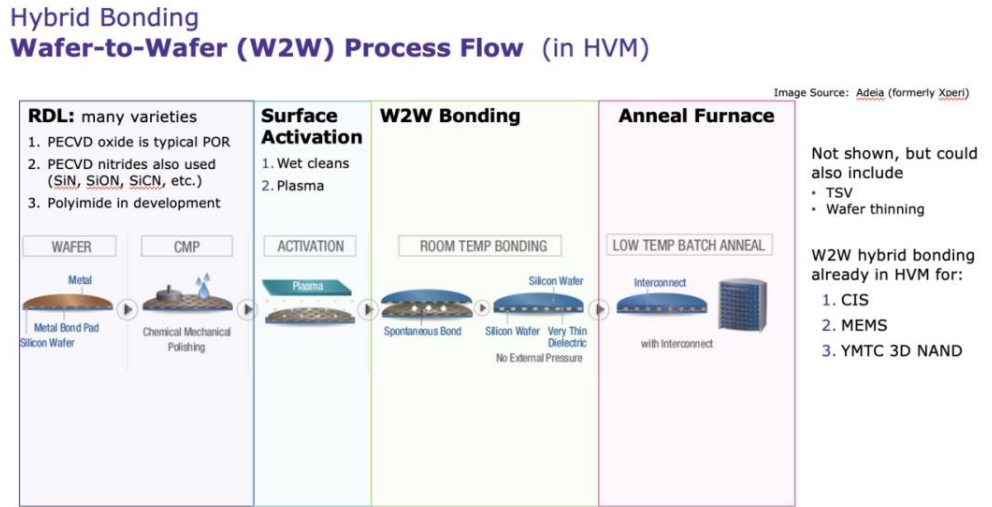 Hybrid Bonding
Wafer-to-Wafer (W2W) Process Flow (in HVM)
Image Source: Adeia (formerly Xperi)
RDL: many varieties
1. PECVD oxide is typical POR
2. PECVD nitrides also used
(SiN, SiON, SiCN, etc.)
3. Polyimide in development
Surface
Activation
1. Wet cleans
2. Plasma
W2W Bonding
Anneal Furnace
WAFER
CMP
ACTIVATION
ROOM TEMP BONDING
LOW TEMP BATCH ANNEAL
Metal
Metal Bond Pad
Silicon Wafer
Chemical Mechanical
Polishing
Plasma
Spontaneous Bond
Silicon Wafer
Silicon Wafer
Very Thin
Dielectric
No External Pressure
Interconnect
with Interconnect
Not shown, but could
also include
• TSV
• Wafer thinning
W2W hybrid bonding
already in HVM for:
1. CIS
2. MEMS
3. YMTC 3D NAND